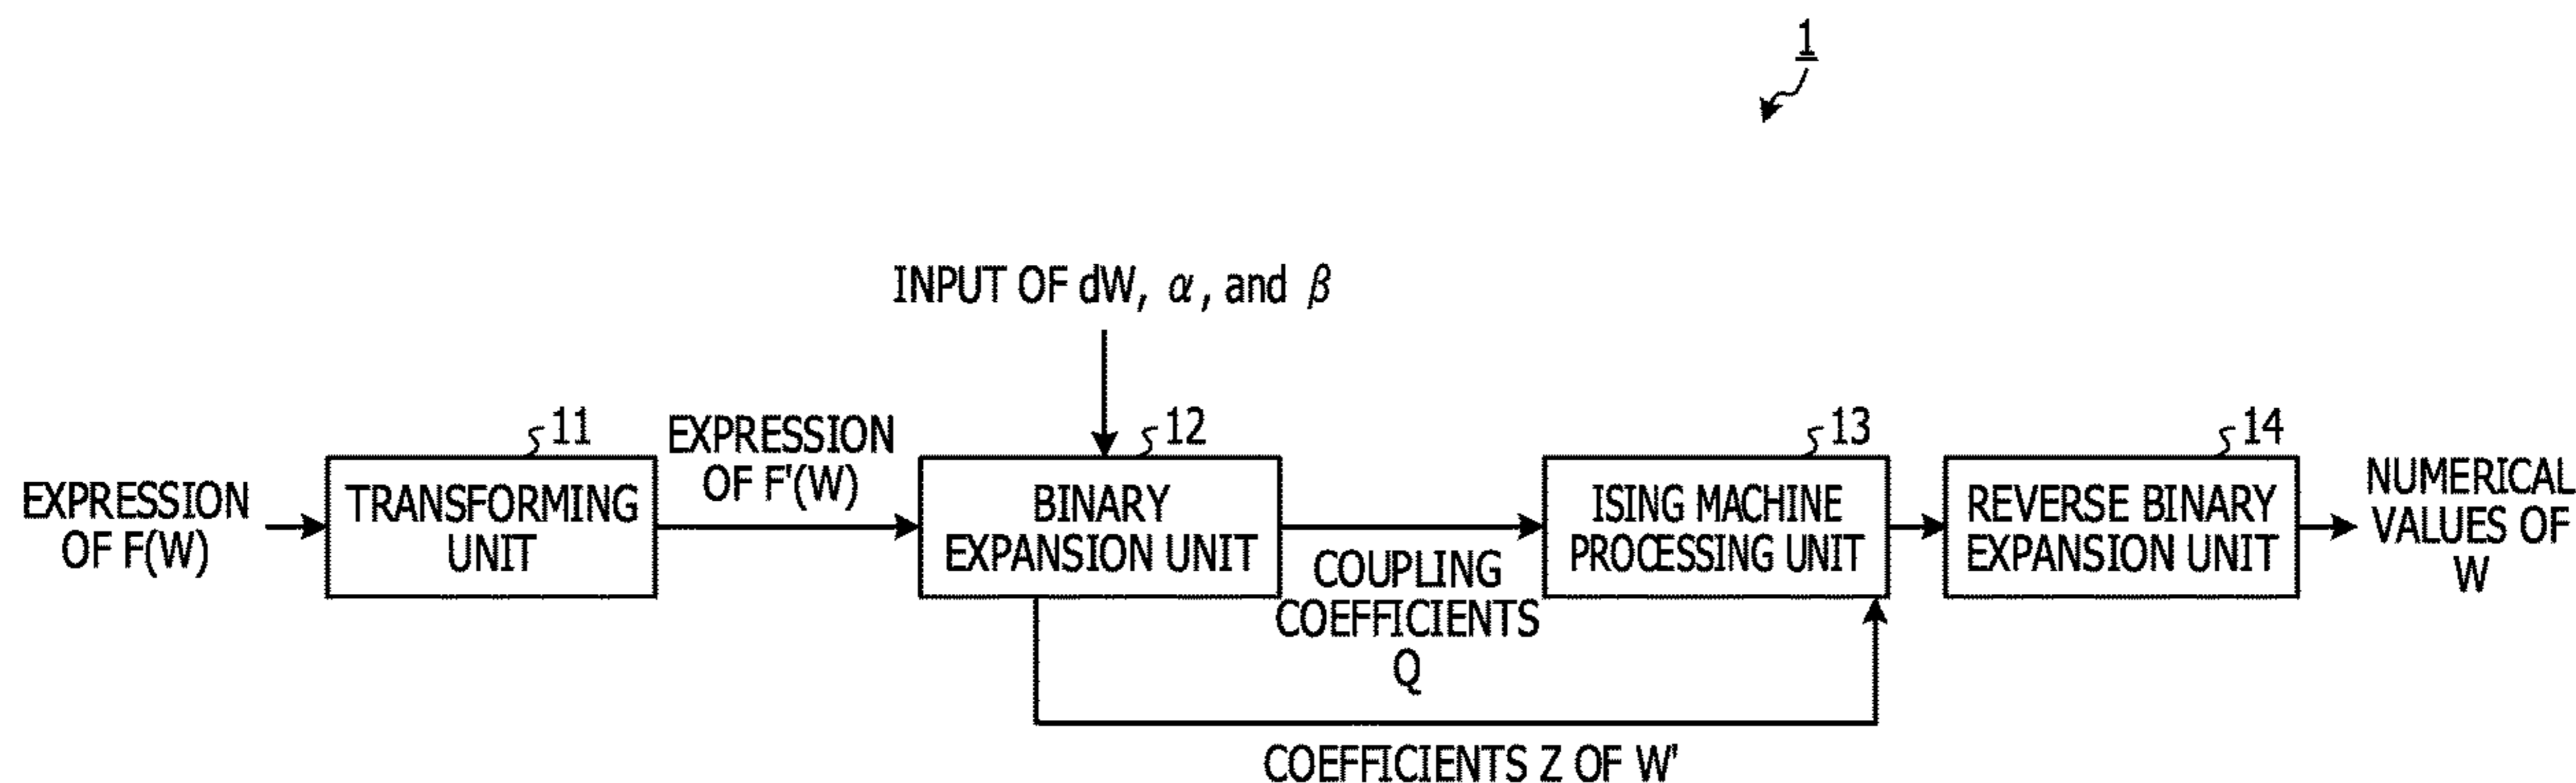 1
INPUT OF dW, α, and β
11
EXPRESSION
OF F'(W)
12
13
14
EXPRESSION
OF F(W)
TRANSFORMING
UNIT
BINARY
EXPANSION UNIT
COUPLING
COEFFICIENTS
Q
ISING MACHINE
PROCESSING UNIT
REVERSE BINARY
EXPANSION UNIT
NUMERICAL
VALUES OF
W
COEFFICIENTS Z OF W'